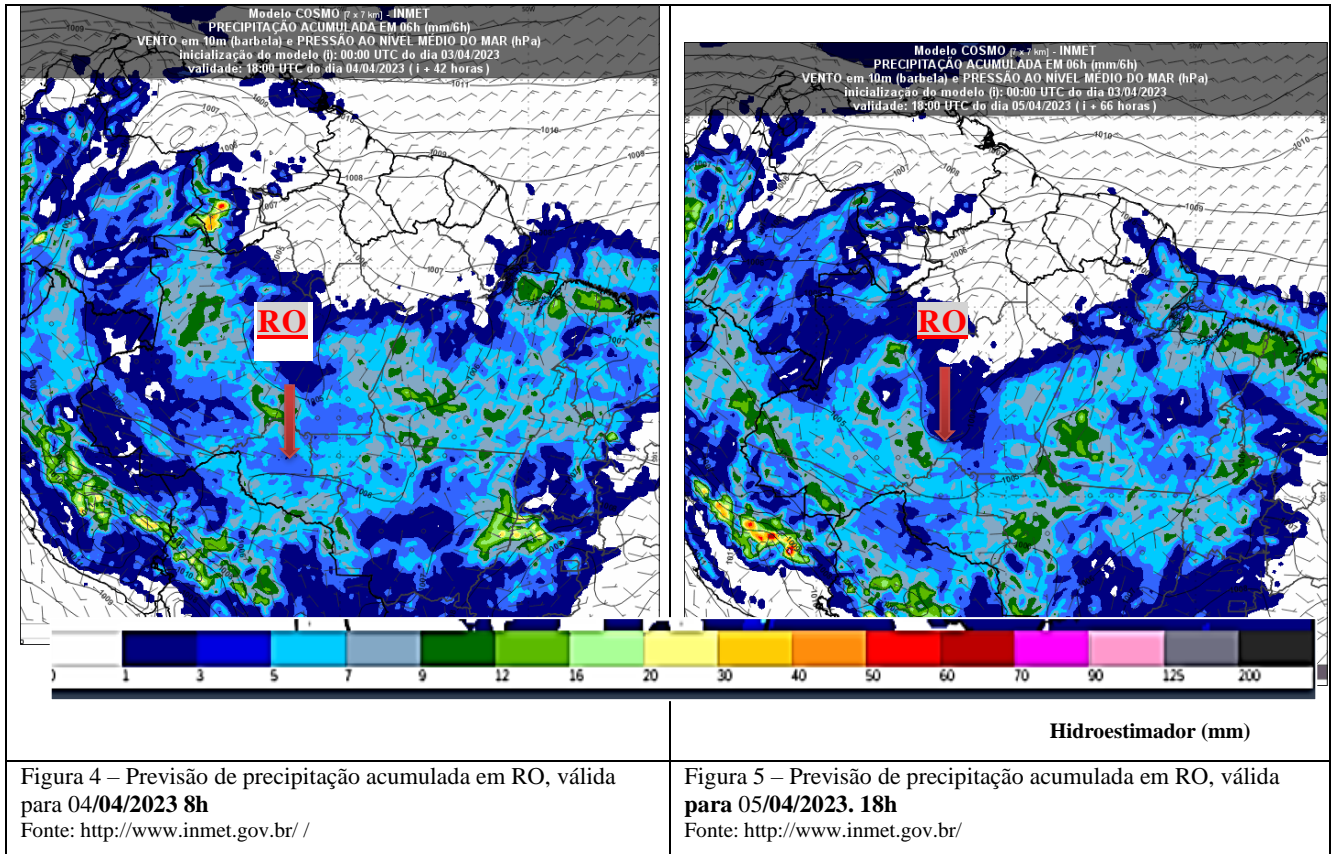 Modelo COSMO [7 x 7 km] - INMET
PRECIPITAÇÃO ACUMULADA EM 06h (mm/6h)
VENTO em 10m (barbela) e PRESSÃO AO NÍVEL MÉDIO DO MAR (hPa)
inicialização do modelo (i): 00:00 UTC do dia 03/04/2023
validade: 18:00 UTC do dia 04/04/2023 ( i + 42 horas )
RO
Modelo COSMO [7 x 7 km] - INMET
PRECIPITAÇÃO ACUMULADA EM 06h (mm/6h)
VENTO em 10m (barbela) e PRESSÃO AO NÍVEL MÉDIO DO MAR (hPa)
inicialização do modelo (i): 00:00 UTC do dia 03/04/2023
validade: 18:00 UTC do dia 05/04/2023 ( i + 66 horas )
RO
1 3 5 7 9 12 16 20 30 40 50 60 70 90 125 200
Hidroestimador (mm)
Figura 4 – Previsão de precipitação acumulada em RO, válida
para 04/04/2023 8h
Fonte: http://www.inmet.gov.br/ /
Figura 5 – Previsão de precipitação acumulada em RO, válida
para 05/04/2023. 18h
Fonte: http://www.inmet.gov.br/